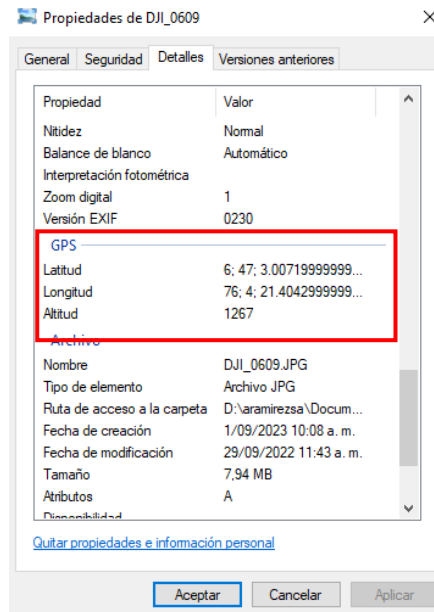 Propiedades de DJI_0609
General Seguridad Detalles Versiones anteriores
Propiedad Valor
Nitidez Normal
Balance de blanco Automático
Interpretación fotométrica
Zoom digital 1
Versión EXIF 0230
GPS
Latitud 6; 47; 3.00719999999...
Longitud 76; 4; 21.4042999999...
Altitud 1267
Archivo
Nombre DJI_0609.JPG
Tipo de elemento Archivo JPG
Ruta de acceso a la carpeta D:\aramirezsa\Docum...
Fecha de creación 1/09/2023 10:08 a. m.
Fecha de modificación 29/09/2022 11:43 a. m.
Tamaño 7,94 MB
Atributos A
Disponibilidad
Quitar propiedades e información personal
Aceptar Cancelar Aplicar